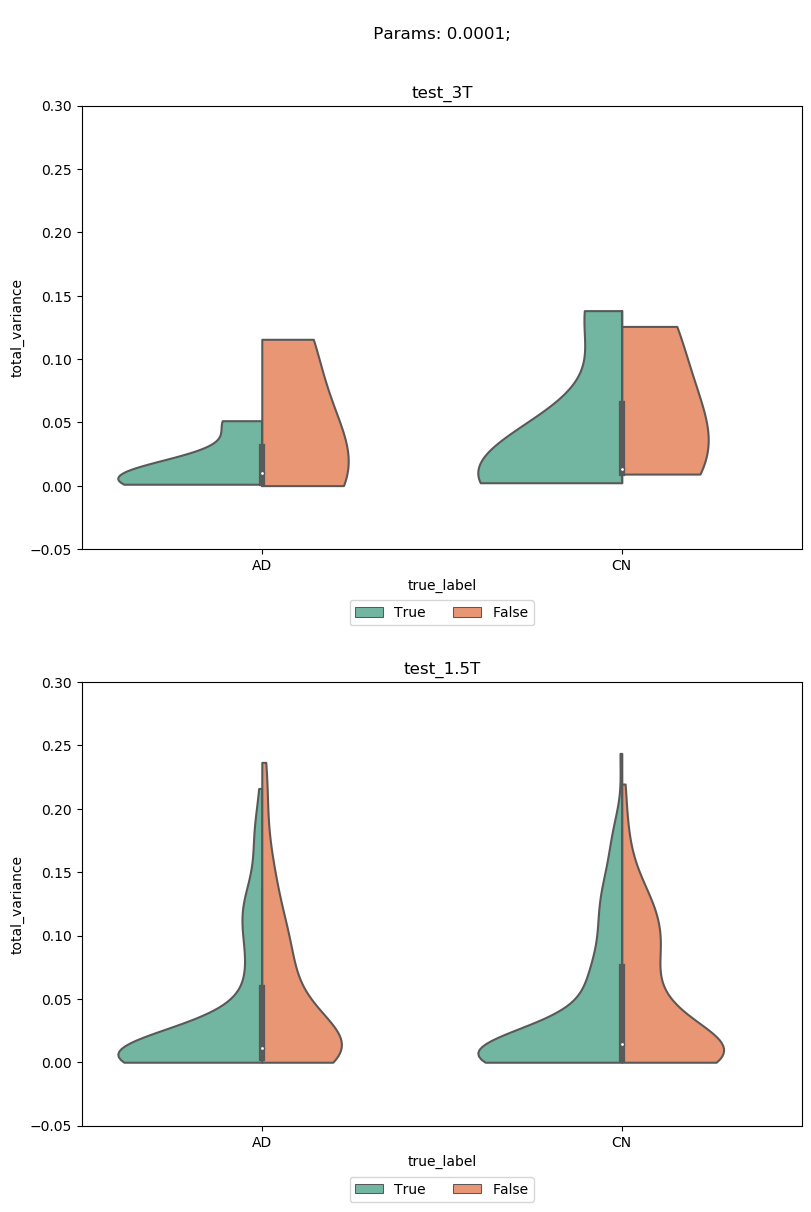 Params: 0.0001;
test_3T
0.30
0.25
0.20
0.15
0.10
0.05
0.00
−0.05
total_variance
AD CN
true_label
True False
test_1.5T
0.30
0.25
0.20
0.15
0.10
0.05
0.00
−0.05
total_variance
AD CN
true_label
True False